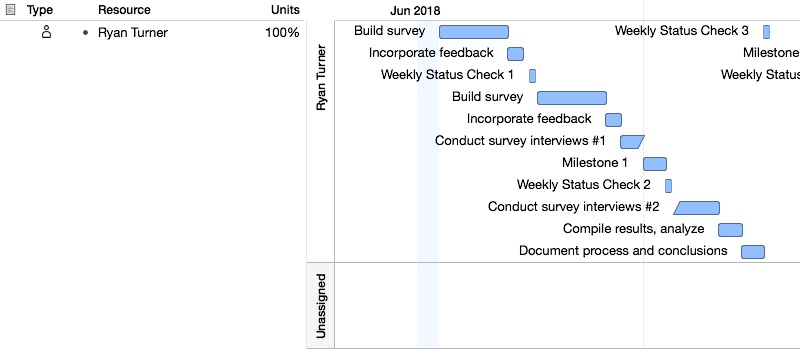 Type Resource Units
Ryan Turner 100%
Jun 2018
Ryan Turner
Build survey
Weekly Status Check 3
Incorporate feedback
Milestone
Weekly Status Check 1
Weekly Status
Build survey
Incorporate feedback
Conduct survey interviews #1
Milestone 1
Weekly Status Check 2
Conduct survey interviews #2
Compile results, analyze
Document process and conclusions
Unassigned